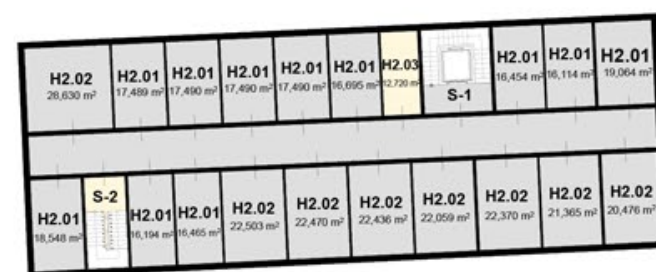 H2.02
28,630 m²
H2.01
17,489 m²
H2.01
17,490 m²
H2.01
17,490 m²
H2.01
17,490 m²
H2.01
16,695 m²
H2.03
12,720 m²
S-1
H2.01
16,454 m²
H2.01
16,114 m²
H2.01
19,064 m²
H2.01
18,548 m²
S-2
H2.01
16,194 m²
H2.01
16,465 m²
H2.02
22,503 m²
H2.02
22,470 m²
H2.02
22,436 m²
H2.02
22,059 m²
H2.02
22,370 m²
H2.02
21,365 m²
H2.02
20,476 m²